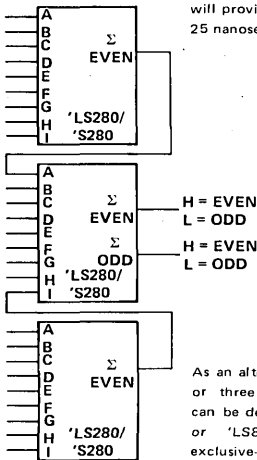 will provi
25 nanose
A
B
C
D
E
F
G
H
I
Σ
EVEN
'LS280/
'S280
A
B
C
D
E
F
G
H
I
Σ
EVEN
Σ
ODD
'LS280/
'S280
H = EVEN
L = ODD
H = EVEN
L = ODD
A
B
C
D
E
F
G
H
I
Σ
EVEN
'LS280/
'S280
As an alt
or three
can be de
or 'LS8
exclusive-